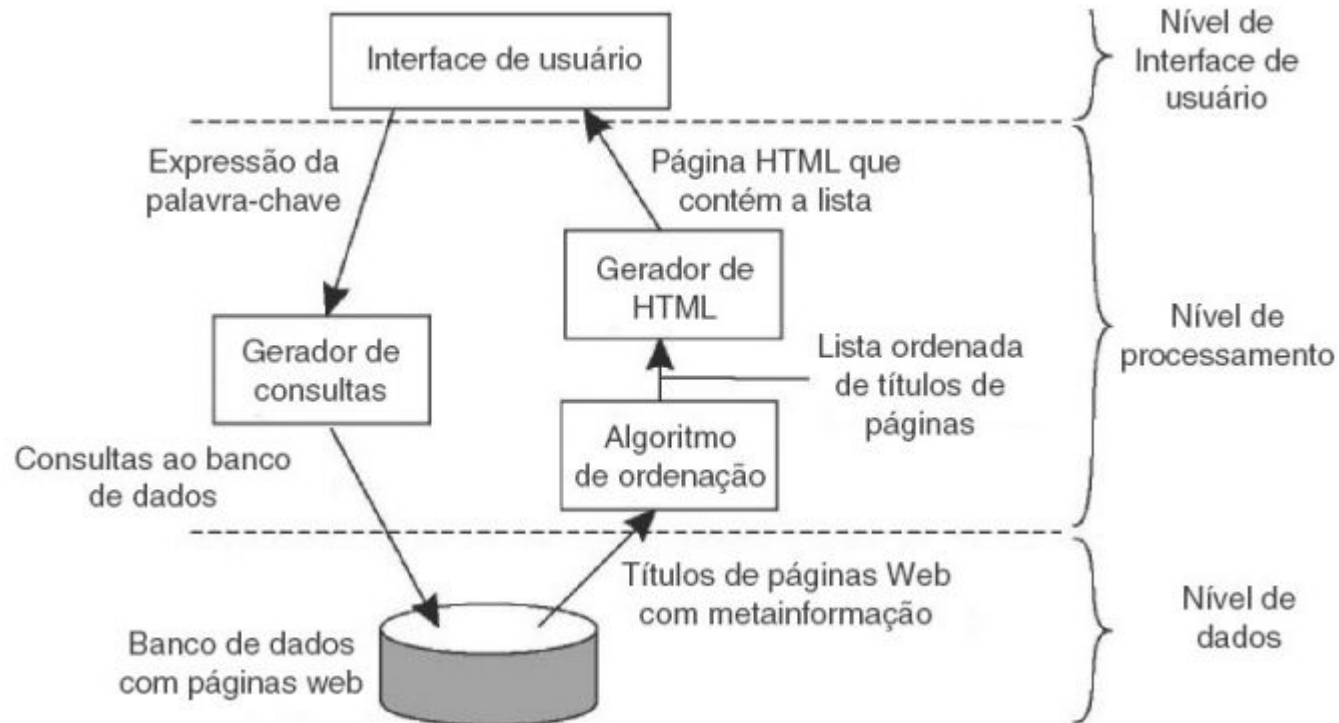 Interface de usuário
Nível de
Interface de
usuário
Expressão da
palavra-chave
Página HTML que
contém a lista
Gerador de
HTML
Gerador de
consultas
Lista ordenada
de títulos de
páginas
Nível de
processamento
Algoritmo
de ordenação
Consultas ao banco
de dados
Títulos de páginas Web
com metainformação
Nível de
dados
Banco de dados
com páginas web